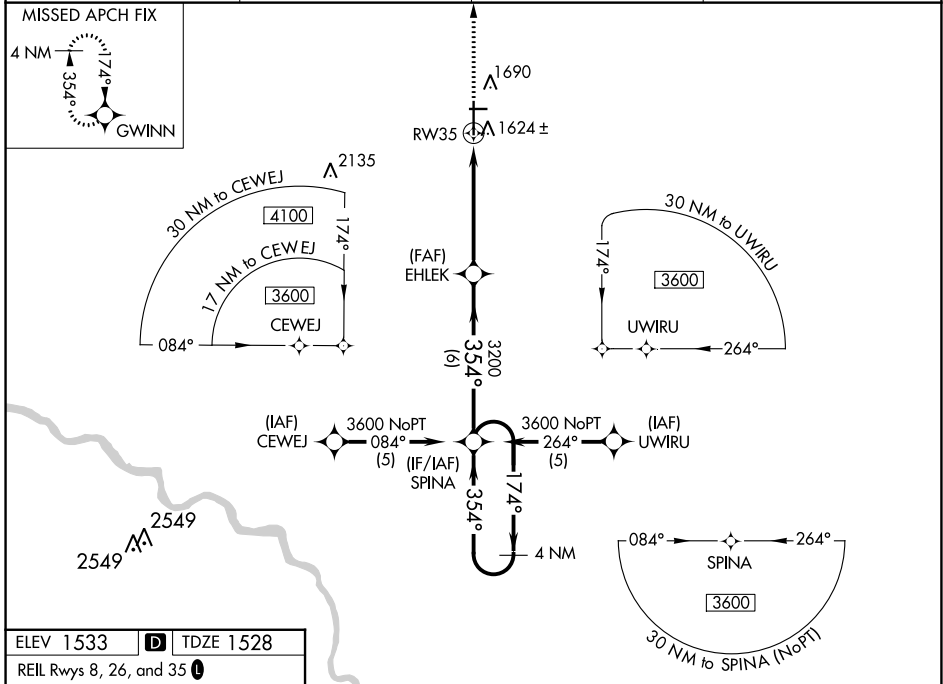 MISSED APCH FIX
4 NM
174°
354°
GWINN
1690
RW35
1624 ±
2135
30 NM to CEWEJ
4100
174°
17 NM to CEWEJ
3600
CEWEJ
084°
(FAF)
EHLEK
30 NM to UWIRU
174°
3600
UWIRU
264°
3200
354°
(6)
(IAF)
CEWEJ
3600 NoPT
084°
(5)
(IF/IAF)
SPINA
3600 NoPT
264°
(5)
(IAF)
UWIRU
354°
174°
4 NM
2549
2549
084°
264°
SPINA
3600
30 NM to SPINA (NoPT)
ELEV 1533 D TDZE 1528
REIL Rwys 8, 26, and 35 L